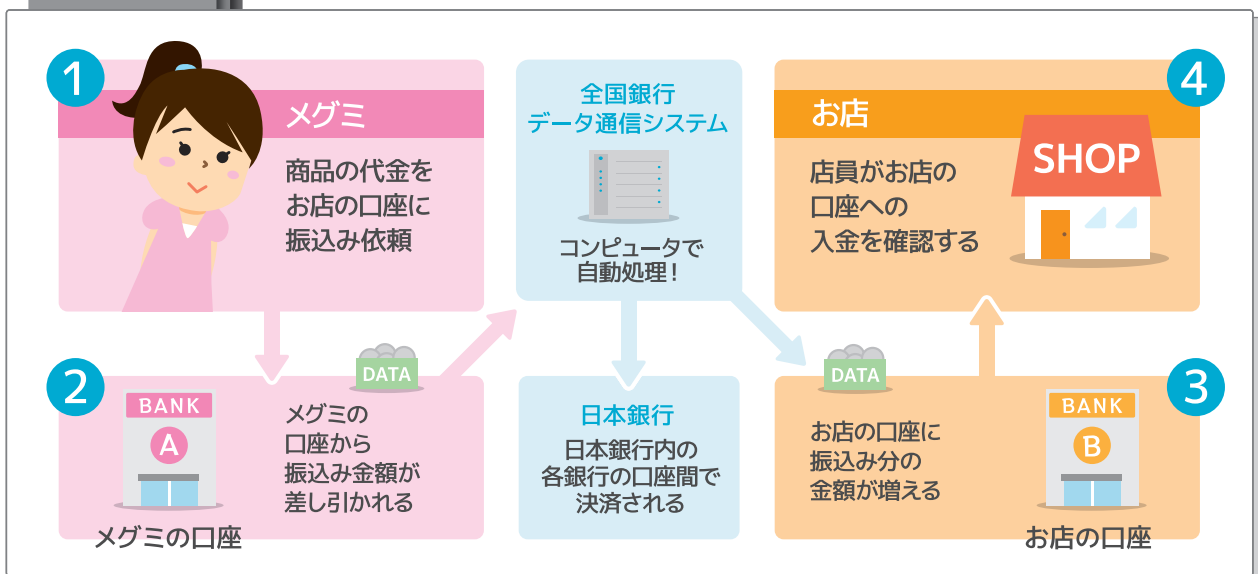 1
メグミ
商品の代金を
お店の口座に
振込み依頼
2
BANK
A
メグミの口座
DATA
メグミの
口座から
振込み金額が
差し引かれる
全国銀行
データ通信システム
コンピュータで
自動処理!
日本銀行
日本銀行内の
各銀行の口座間で
決済される
DATA
3
お店の口座に
振込み分の
金額が増える
BANK
B
お店の口座
4
お店
店員がお店の
口座への
入金を確認する
SHOP